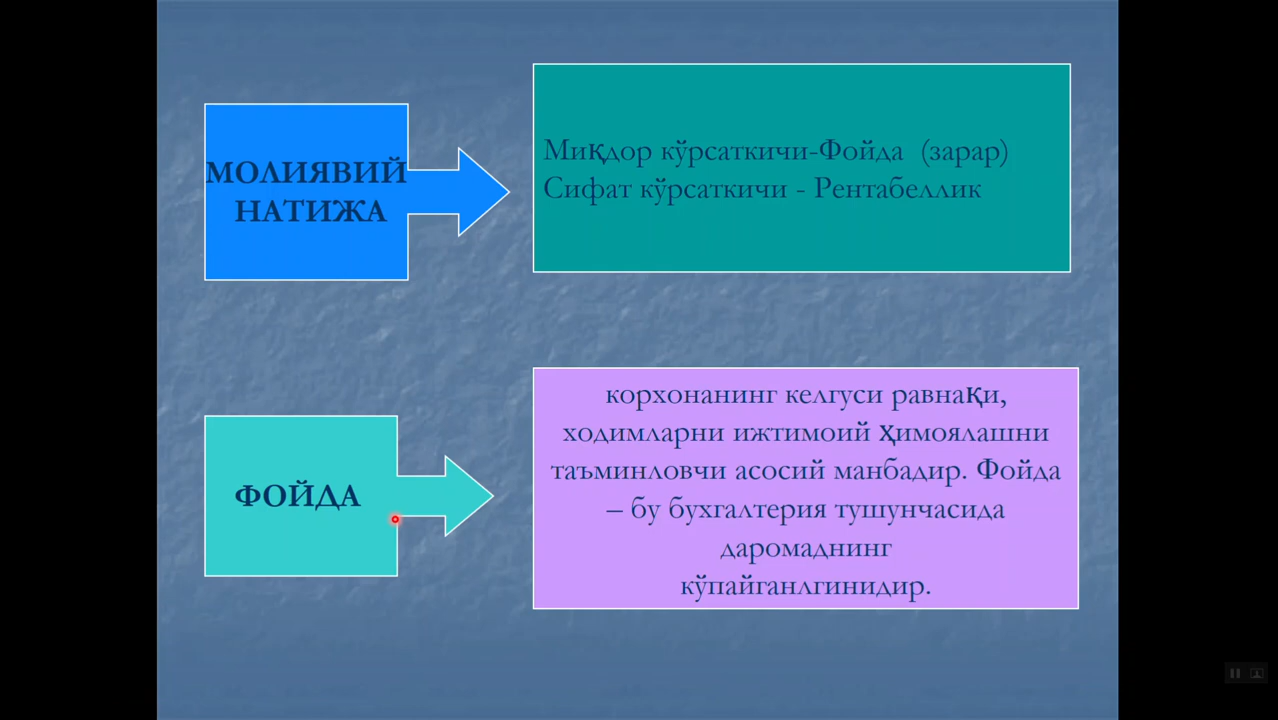 МОЛИЯВИЙ
НАТИЖА
Миқдор кўрсаткичи-Фойда (зарар)
Сифат кўрсаткичи - Рентабеллик
ФОЙДА
корхонанинг келгуси равнақи,
ходимларни ижтимоий ҳимоялашни
таъминловчи асосий манбадир. Фойда
– бу бухгалтерия тушунчасида
даромаднинг
кўпайганлгинидир.